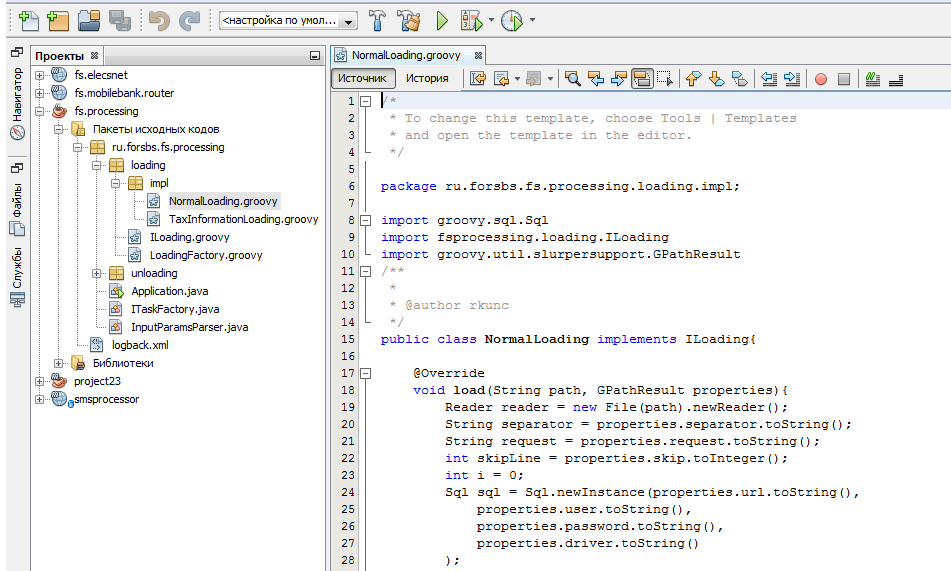 <настройка по умол...
Навигатор
Файлы
Службы
Проекты
fs.elecsnet
fs.mobilebank.router
fs.processing
Пакеты исходных кодов
ru.forsbs.fs.processing
loading
impl
NormalLoading.groovy
TaxInformationLoading.groovy
ILoading.groovy
LoadingFactory.groovy
unloading
Application.java
ITaskFactory.java
InputParamsParser.java
logback.xml
Библиотеки
project23
smsprocessor
NormalLoading.groovy
Источник История
1 /*
2 * To change this template, choose Tools | Templates
3 * and open the template in the editor.
4 */
5
6 package ru.forsbs.fs.processing.loading.impl;
7
8 import groovy.sql.Sql
9 import fsprocessing.loading.ILoading
10 import groovy.util.slurpersupport.GPathResult
11 /**
12 *
13 * @author rkunc
14 */
15 public class NormalLoading implements ILoading{
16
17 @Override
18 void load(String path, GPathResult properties){
19 Reader reader = new File(path).newReader();
20 String separator = properties.separator.toString();
21 String request = properties.request.toString();
22 int skipLine = properties.skip.toInteger();
23 int i = 0;
24 Sql sql = Sql.newInstance(properties.url.toString(),
25 properties.user.toString(),
26 properties.password.toString(),
27 properties.driver.toString()
28 );